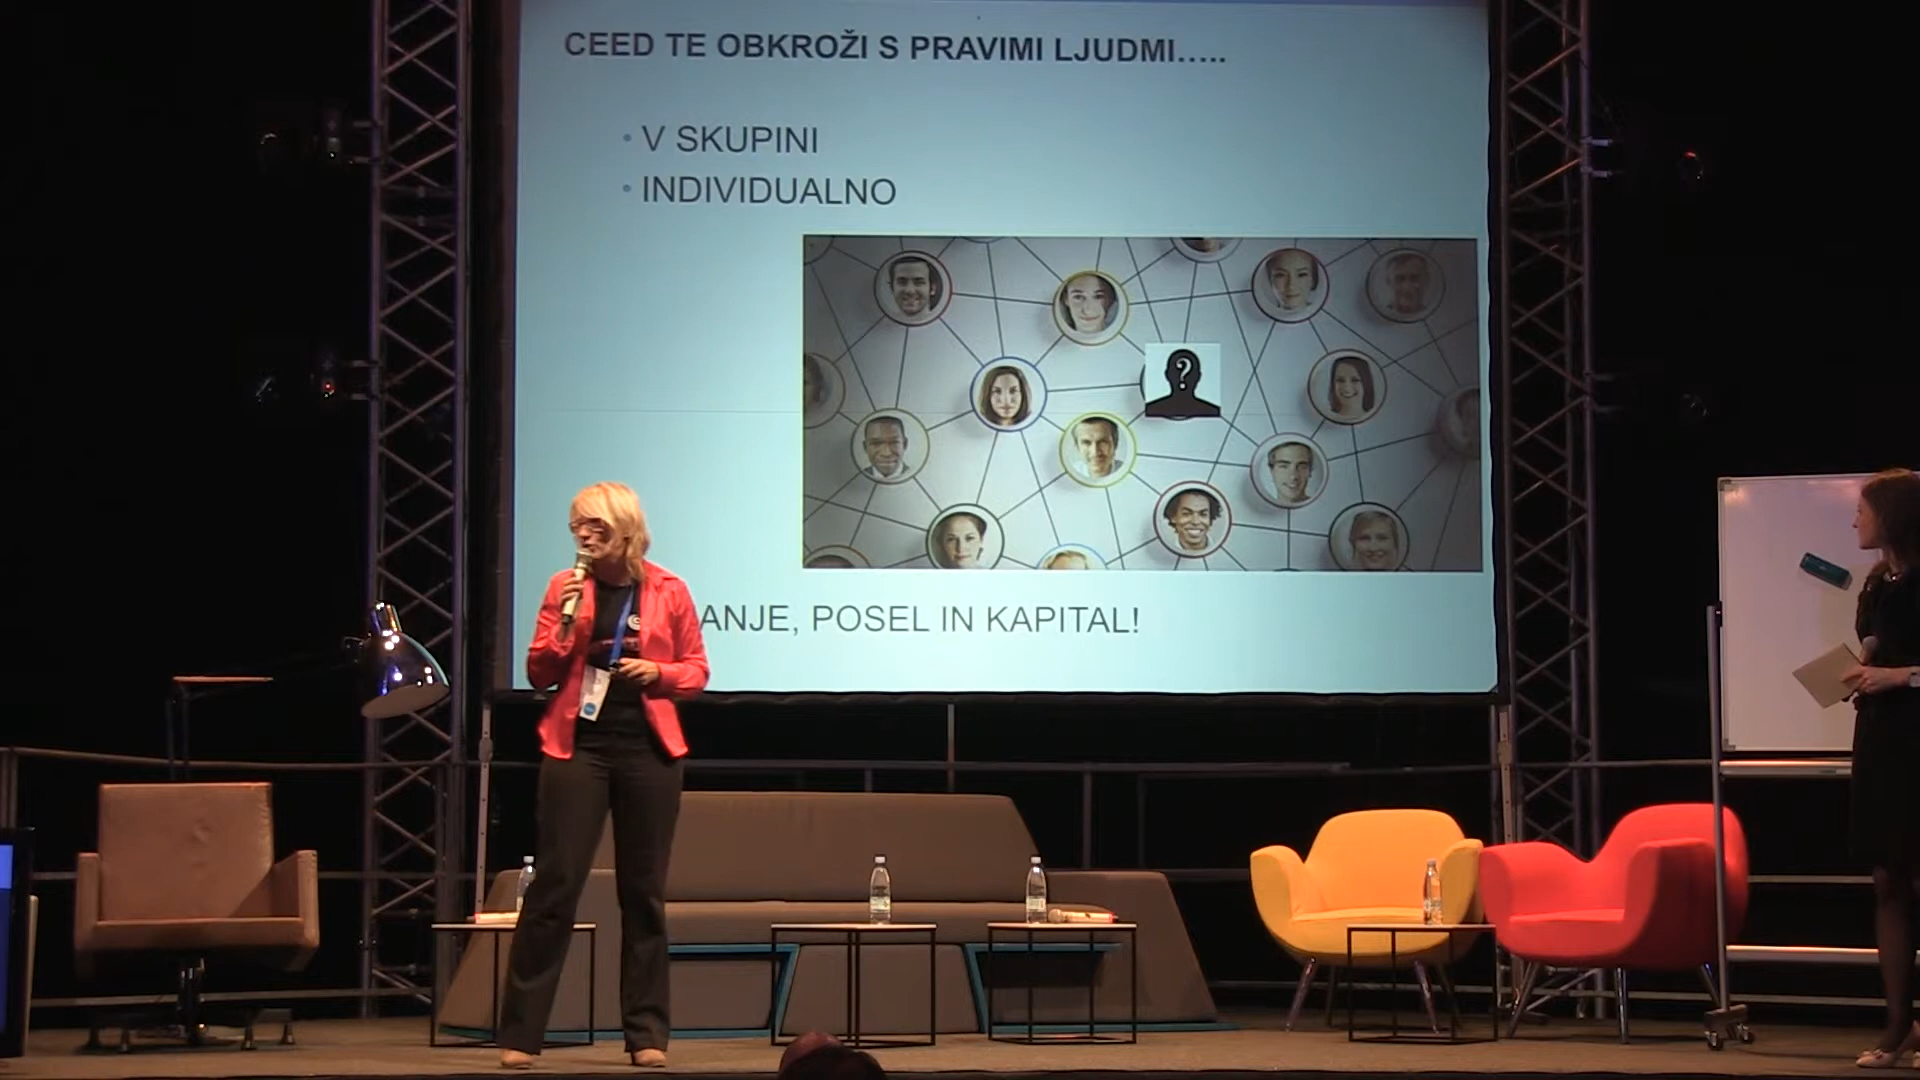 CEED TE OBKROŽI S PRAVIMI LJUDMI.....
• V SKUPINI
• INDIVIDUALNO
?
ANJE, POSEL IN KAPITAL!